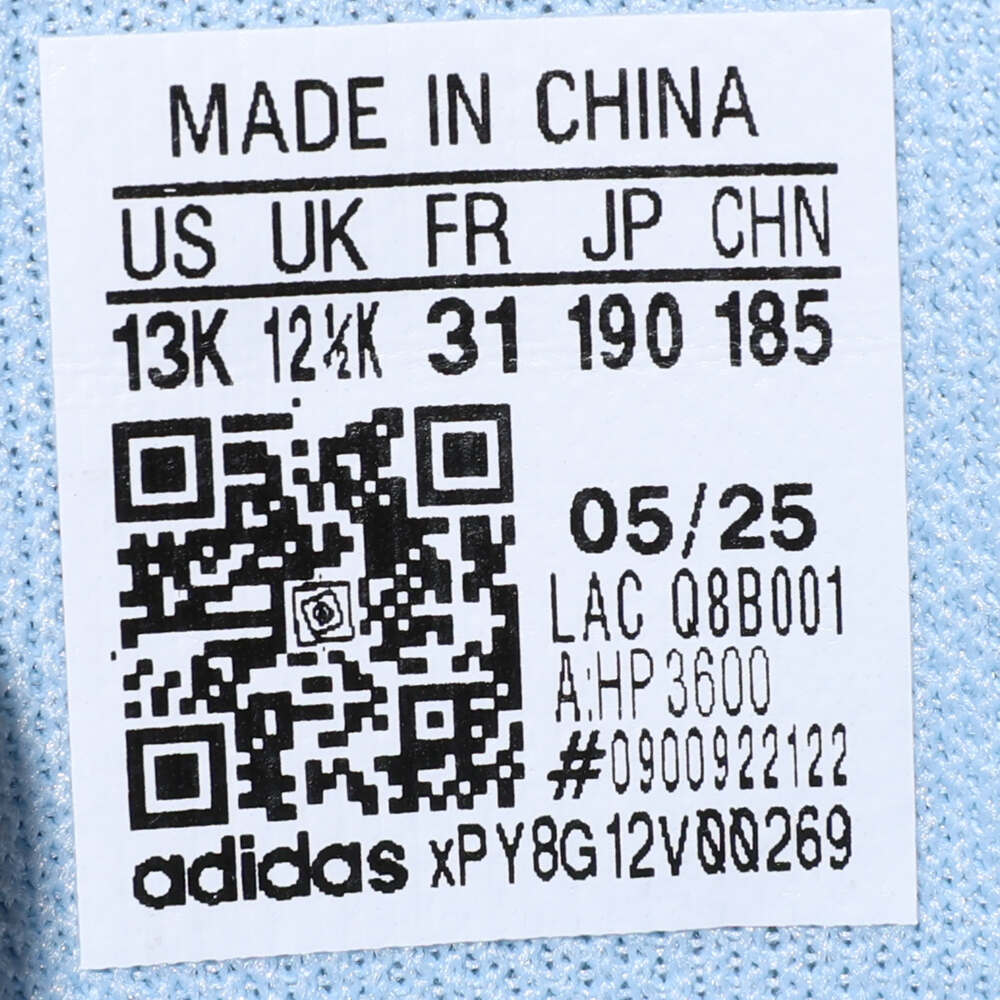 MADE IN CHINA
US UK FR JP CHN
13K 12½K 31 190 185
05/25
LAC Q8B001
A:HP3600
#0900922122
adidas xPY8G12V00269